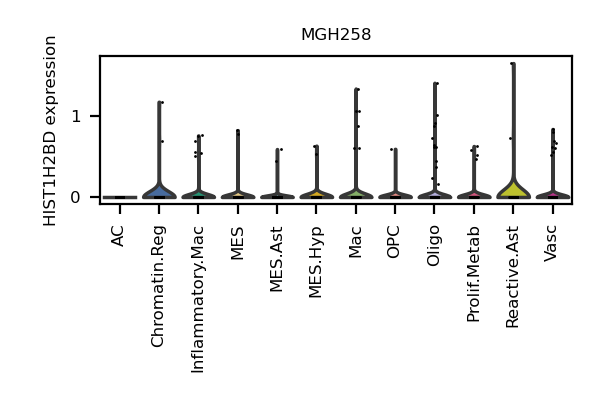 MGH258
HIST1H2BD expression
1
0
AC
Chromatin.Reg
Inflammatory.Mac
MES
MES.Ast
MES.Hyp
Mac
OPC
Oligo
Prolif.Metab
Reactive.Ast
Vasc